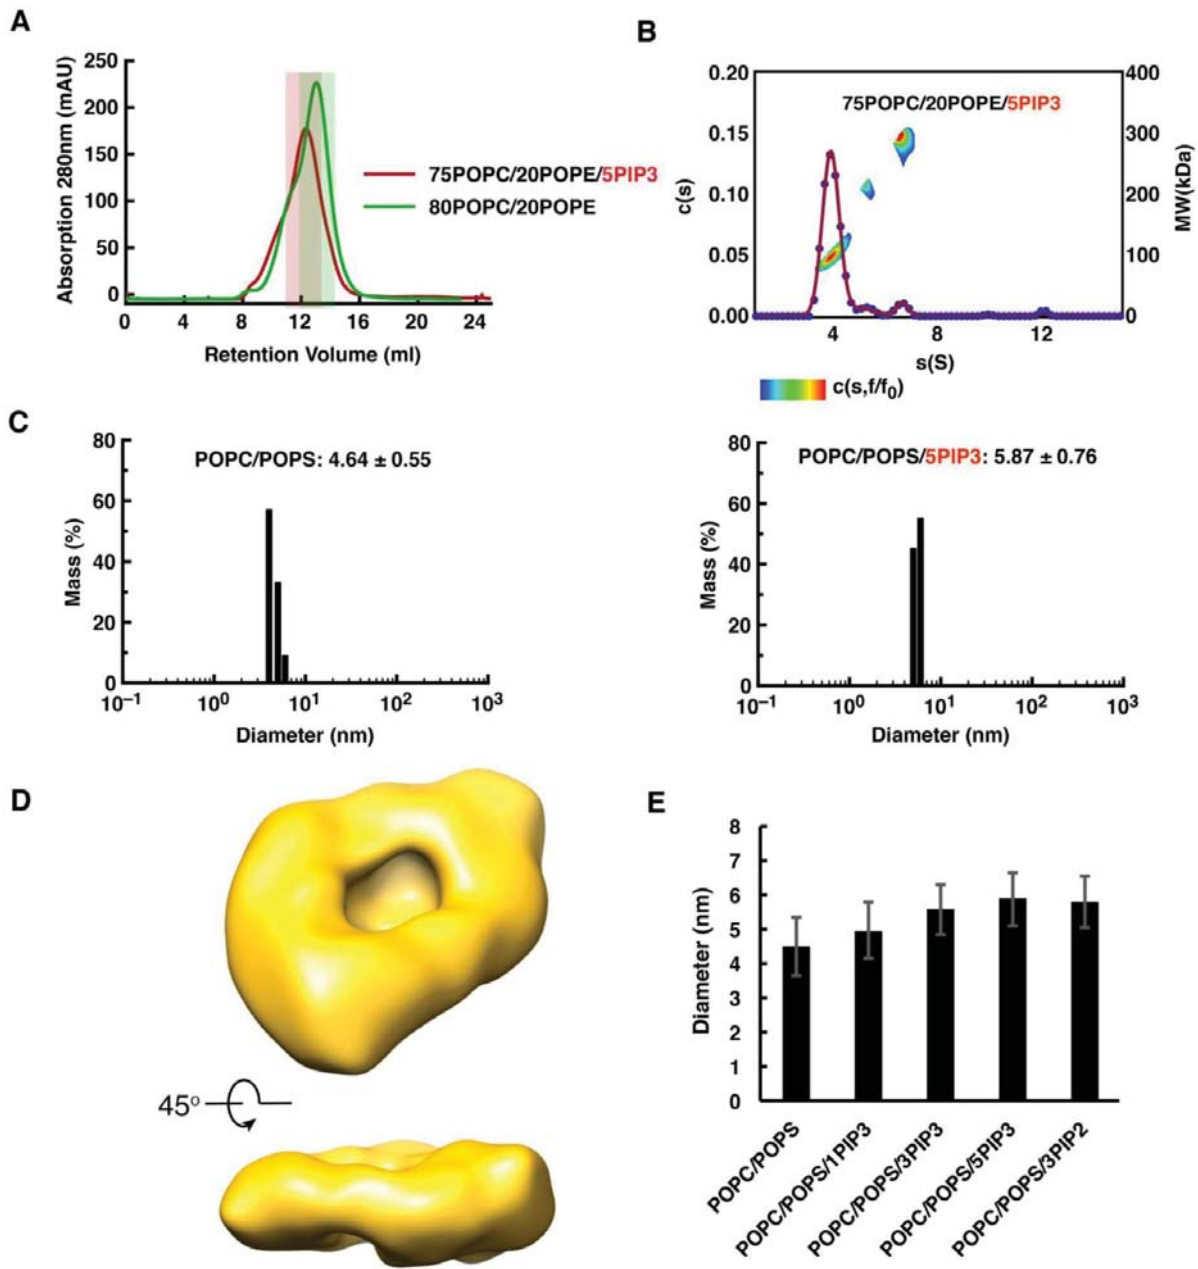 A
250
200
150
100
50
0
Absorption 280nm (mAU)
0 4 8 12 16 20 24
Retention Volume (ml)
75POPC/20POPE/5PIP3
80POPC/20POPE
B
0.20
0.15
0.10
0.05
0.00
c(s)
400
300
200
100
0
MW(kDa)
75POPC/20POPE/5PIP3
4 8 12
s(S)
c(s,f/f0)
C
80
60
40
20
0
Mass (%)
POPC/POPS: 4.64 ± 0.55
10−1 100 101 102 103
Diameter (nm)
80
60
40
20
0
Mass (%)
POPC/POPS/5PIP3: 5.87 ± 0.76
10−1 100 101 102 103
Diameter (nm)
D
45o
E
8
7
6
5
4
3
2
1
0
Diameter (nm)
POPC/POPS
POPC/POPS/1PIP3
POPC/POPS/3PIP3
POPC/POPS/5PIP3
POPC/POPS/3PIP2